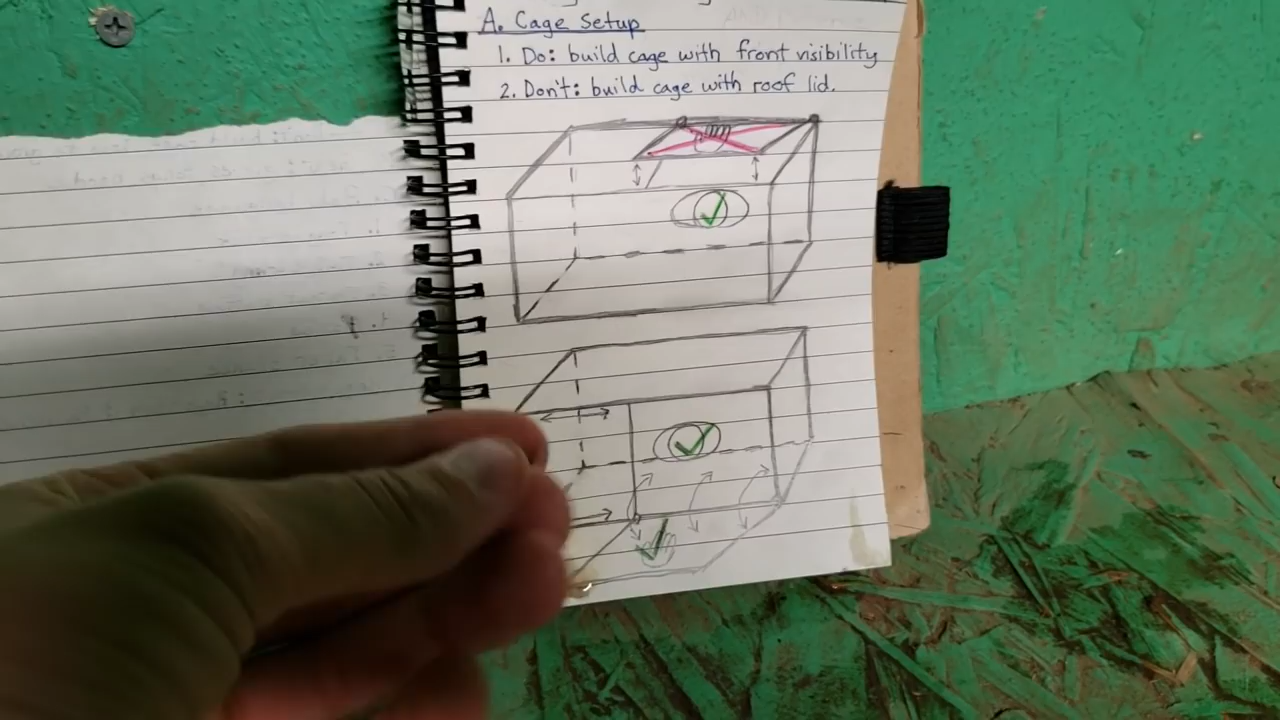 A. Cage Setup
1. Do: build cage with front visibility
2. Don't: build cage with roof lid.